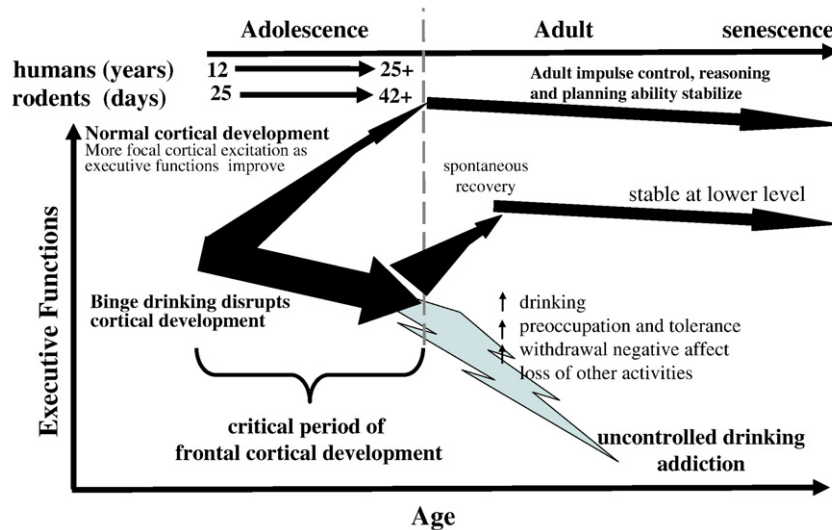 Adolescence Adult senescence
humans (years) 12 25+
rodents (days) 25 42+
Adult impulse control, reasoning
and planning ability stabilize
Normal cortical development
More focal cortical excitation as
executive functions improve
spontaneous
recovery
stable at lower level
Binge drinking disrupts
cortical development
drinking
preoccupation and tolerance
withdrawal negative affect
loss of other activities
critical period of
frontal cortical development
uncontrolled drinking
addiction
Executive Functions
Age